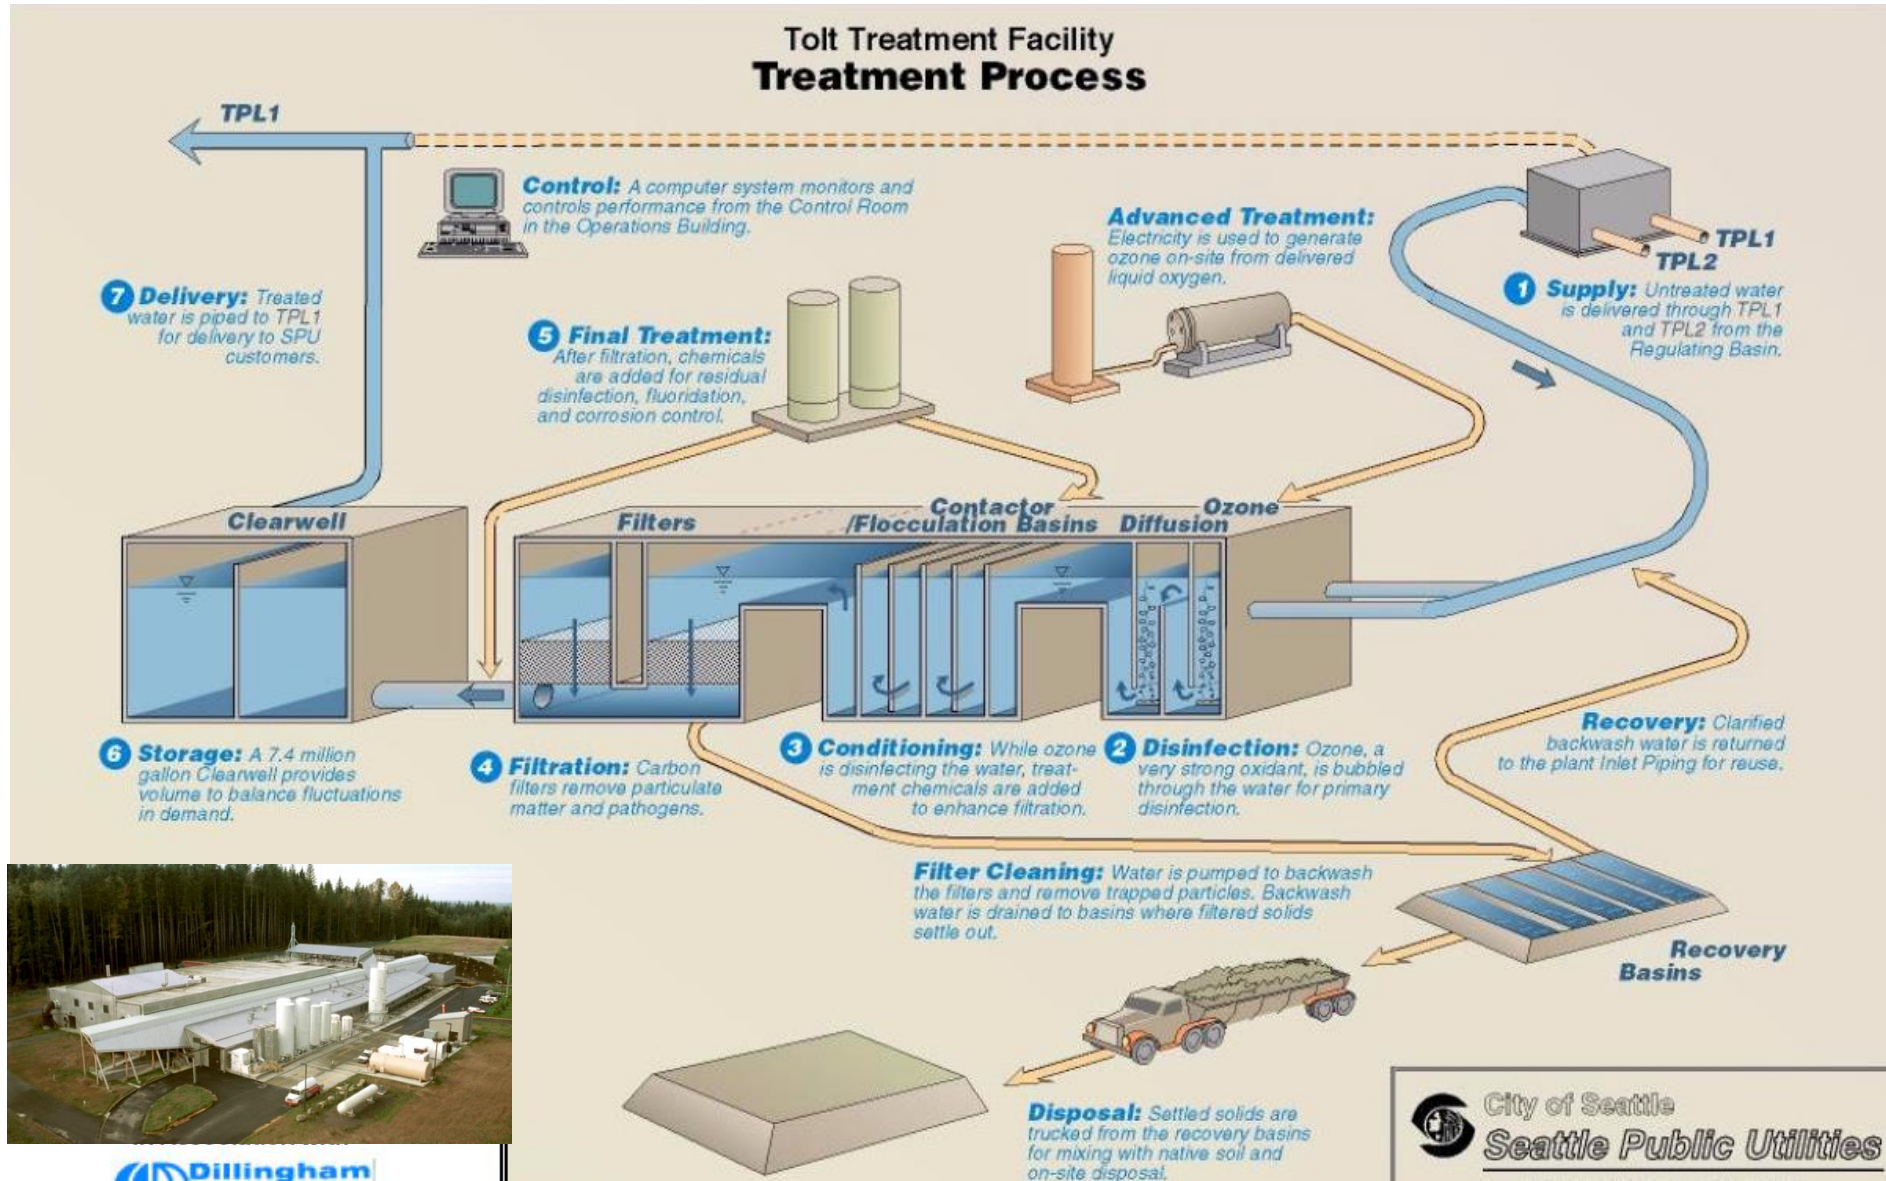 Tolt Treatment Facility
Treatment Process
TPL1
Control: A computer system monitors and
controls performance from the Control Room
in the Operations Building.
Advanced Treatment:
Electricity is used to generate
ozone on-site from delivered
liquid oxygen.
TPL1
TPL2
1 Supply: Untreated water
is delivered through TPL1
and TPL2 from the
Regulating Basin.
7 Delivery: Treated
water is piped to TPL1
for delivery to SPU
customers.
5 Final Treatment:
After filtration, chemicals
are added for residual
disinfection, fluoridation,
and corrosion control.
Clearwell
Filters
Contactor
/Flocculation Basins
Ozone
Diffusion
6 Storage: A 7.4 million
gallon Clearwell provides
volume to balance fluctuations
in demand.
4 Filtration: Carbon
filters remove particulate
matter and pathogens.
3 Conditioning: While ozone
is disinfecting the water, treat-
ment chemicals are added
to enhance filtration.
2 Disinfection: Ozone, a
very strong oxidant, is bubbled
through the water for primary
disinfection.
Recovery: Clarified
backwash water is returned
to the plant Inlet Piping for reuse.
Filter Cleaning: Water is pumped to backwash
the filters and remove trapped particles. Backwash
water is drained to basins where filtered solids
settle out.
Recovery
Basins
Disposal: Settled solids are
trucked from the recovery basins
for mixing with native soil and
on-site disposal.
City of Seattle
Seattle Public Utilities
Dillingham